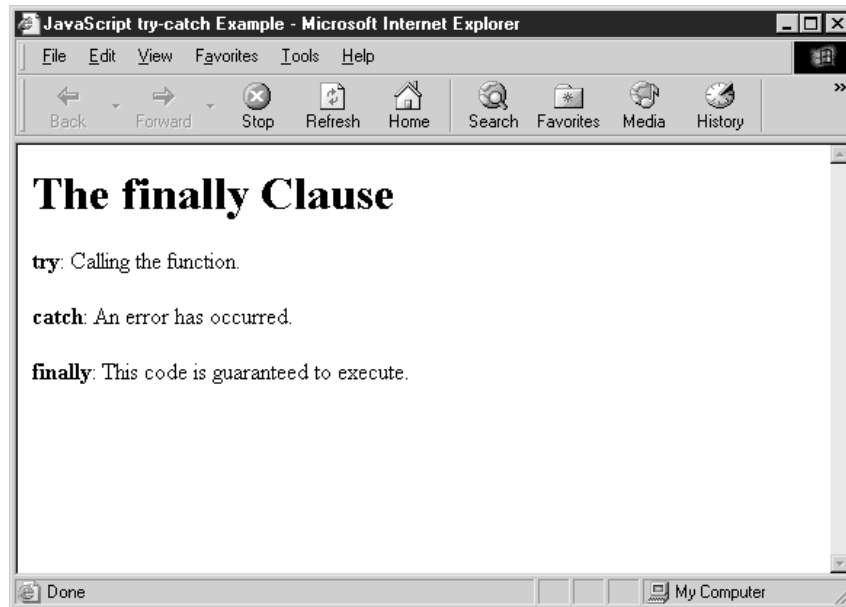 JavaScript try-catch Example - Microsoft Internet Explorer
File Edit View Favorites Tools Help
Back Forward Stop Refresh Home Search Favorites Media History »
The finally Clause
try: Calling the function.
catch: An error has occurred.
finally: This code is guaranteed to execute.
Done My Computer